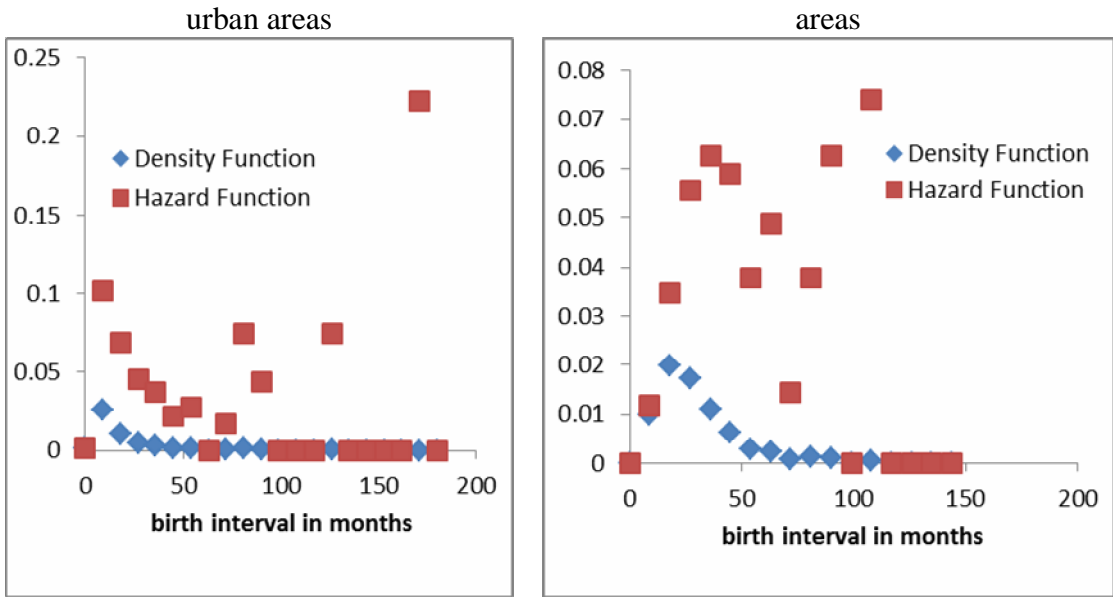 urban areas
0.25
0.2
0.15
0.1
0.05
0
Density Function
Hazard Function
0 50 100 150 200
birth interval in months
areas
0.08
0.07
0.06
0.05
0.04
0.03
0.02
0.01
0
Density Function
Hazard Function
0 50 100 150 200
birth interval in months